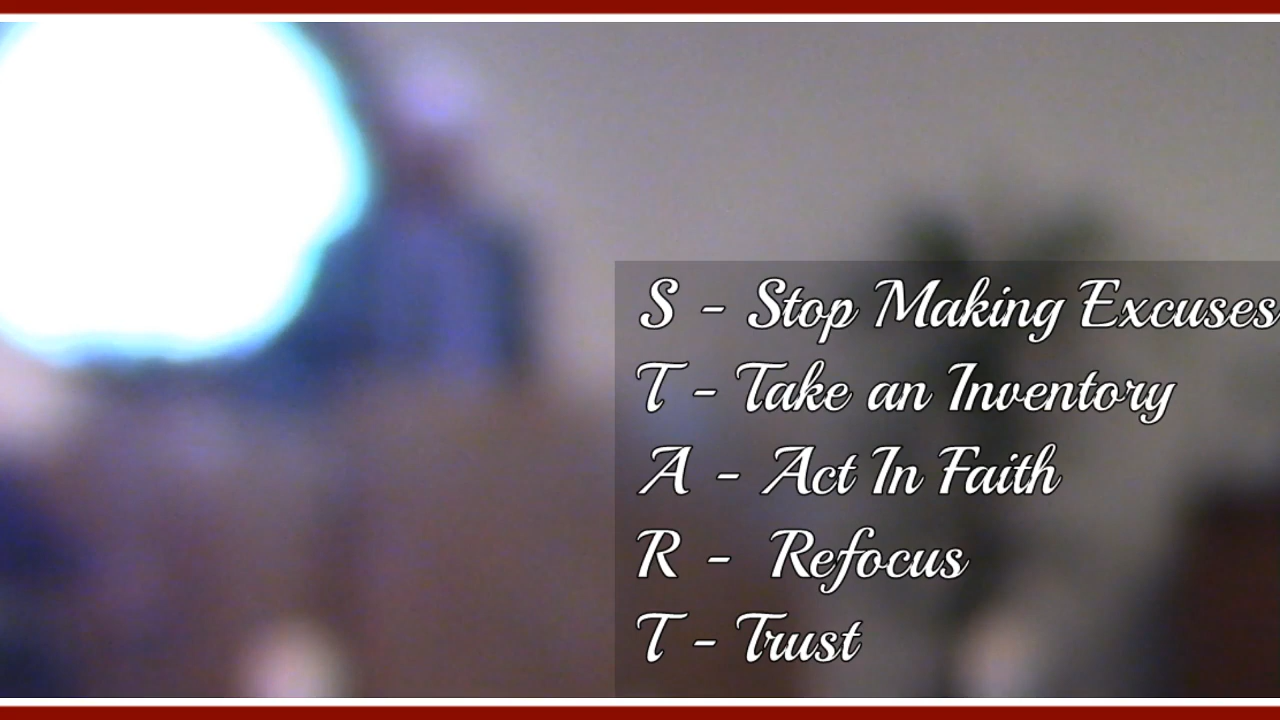 S - Stop Making Excuses
T - Take an Inventory
A - Act In Faith
R - Refocus
T - Trust